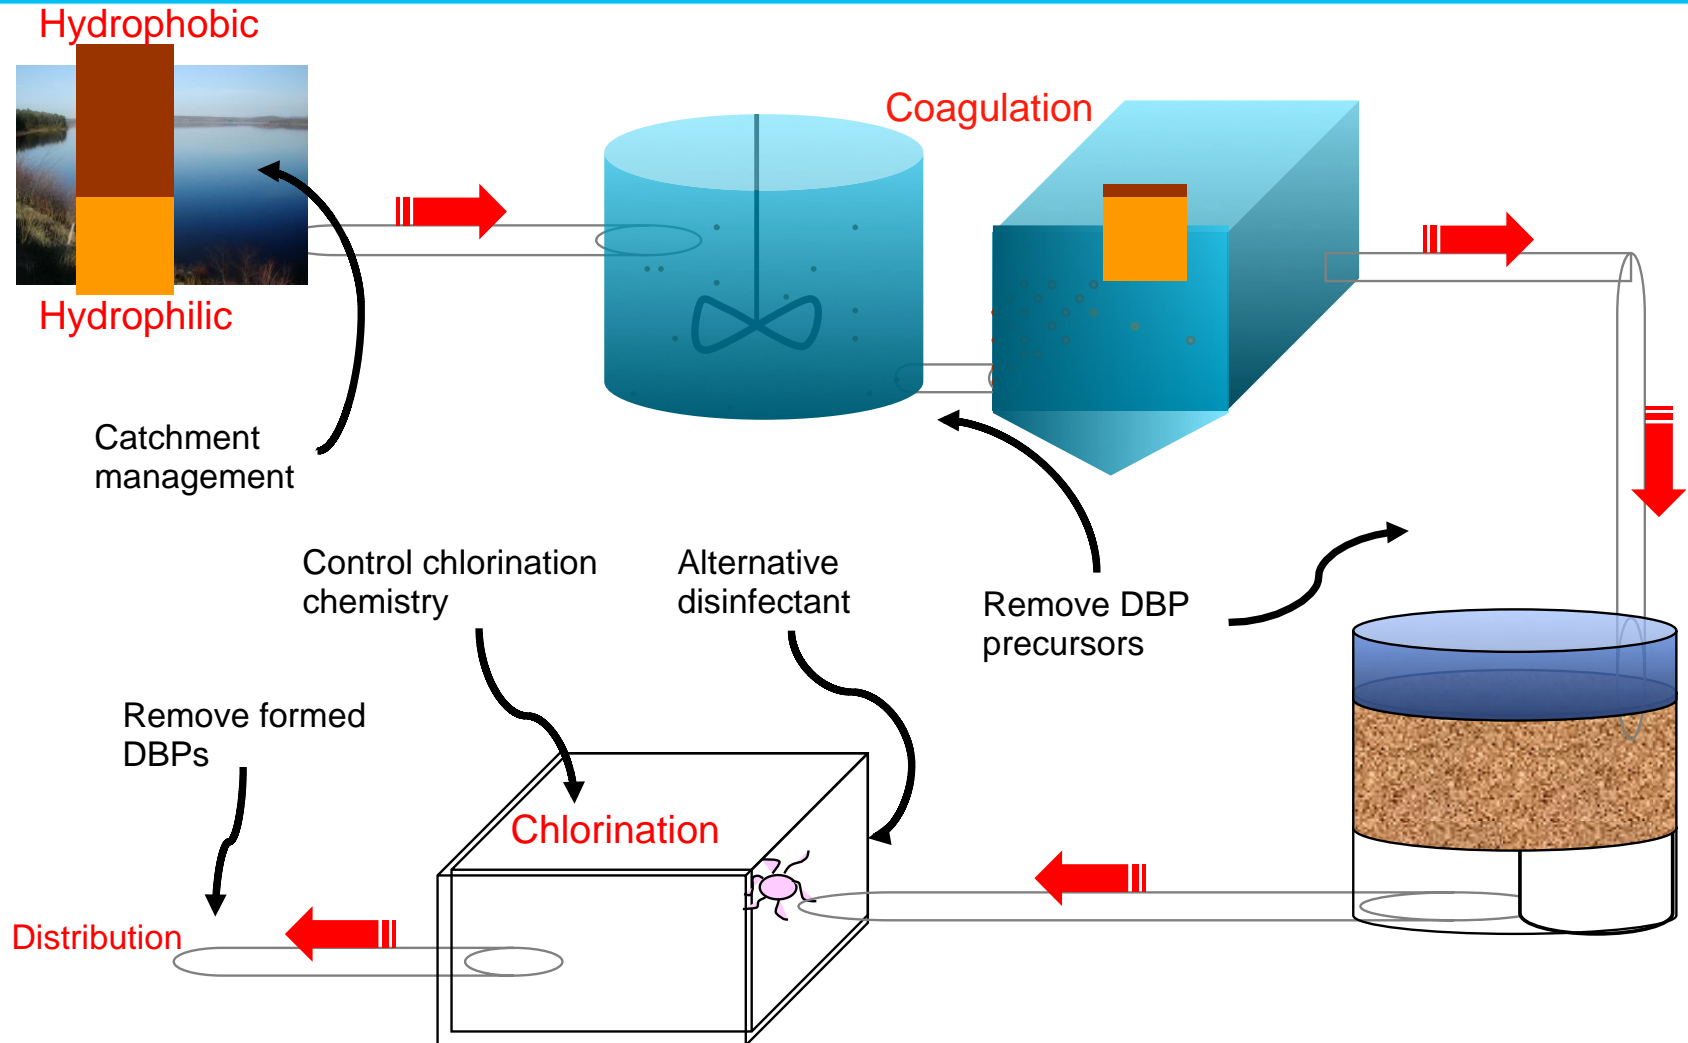 Hydrophobic
Coagulation
Hydrophilic
Catchment
management
Control chlorination
chemistry
Alternative
disinfectant
Remove DBP
precursors
Remove formed
DBPs
Chlorination
Distribution